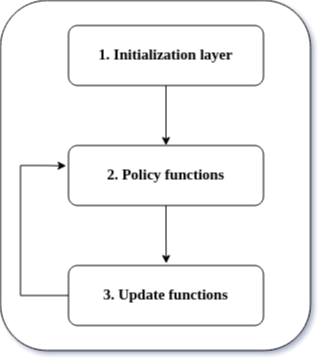 1. Initialization layer
2. Policy functions
3. Update functions